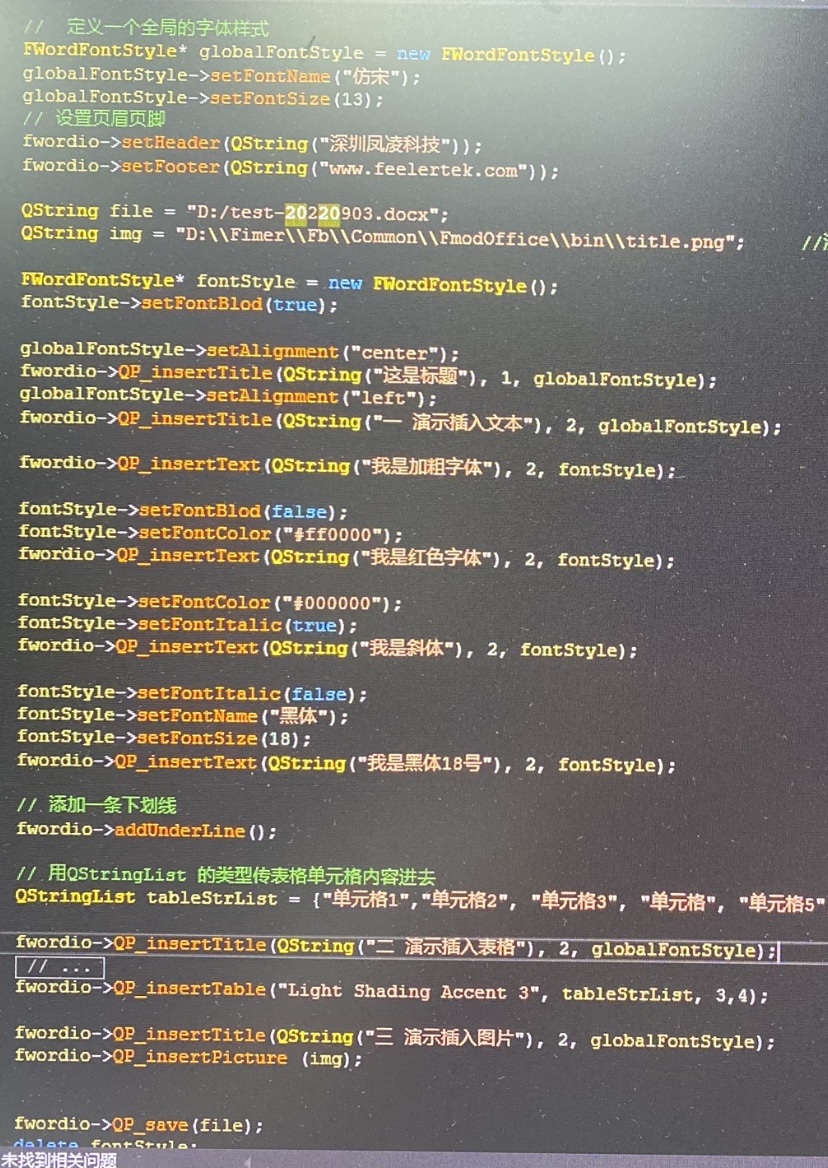 // 定义一个全局的字体样式
FWordFontStyle* globalFontStyle = new FWordFontStyle();
globalFontStyle->setFontName("仿宋");
globalFontStyle->setFontSize(13);
// 设置页眉页脚
fwordio->setHeader(QString("深圳凤凌科技"));
fwordio->setFooter(QString("www.feelertek.com"));
QString file = "D:/test-20220903.docx";
QString img = "D:\\Fimer\\Fb\\Common\\FmodOffice\\bin\\title.png"; //
FWordFontStyle* fontStyle = new FWordFontStyle();
fontStyle->setFontBlod(true);
globalFontStyle->setAlignment("center");
fwordio->QP_insertTitle(QString("这是标题"), 1, globalFontStyle);
globalFontStyle->setAlignment("left");
fwordio->QP_insertTitle(QString("一 演示插入文本"), 2, globalFontStyle);
fwordio->QP_insertText(QString("我是加粗字体"), 2, fontStyle);
fontStyle->setFontBlod(false);
fontStyle->setFontColor("#ff0000");
fwordio->QP_insertText(QString("我是红色字体"), 2, fontStyle);
fontStyle->setFontColor("#000000");
fontStyle->setFontItalic(true);
fwordio->QP_insertText(QString("我是斜体"), 2, fontStyle);
fontStyle->setFontItalic(false);
fontStyle->setFontName("黑体");
fontStyle->setFontSize(18);
fwordio->QP_insertText(QString("我是黑体18号"), 2, fontStyle);
// 添加一条下划线
fwordio->addUnderLine();
// 用QStringList 的类型传表格单元格内容进去
QStringList tableStrList = {"单元格1","单元格2", "单元格3", "单元格", "单元格5"
fwordio->QP_insertTitle(QString("二 演示插入表格"), 2, globalFontStyle);
// ...
fwordio->QP_insertTable("Light Shading Accent 3", tableStrList, 3,4);
fwordio->QP_insertTitle(QString("三 演示插入图片"), 2, globalFontStyle);
fwordio->QP_insertPicture (img);
fwordio->QP_save(file);
delete fontStyle;
未找到相关问题